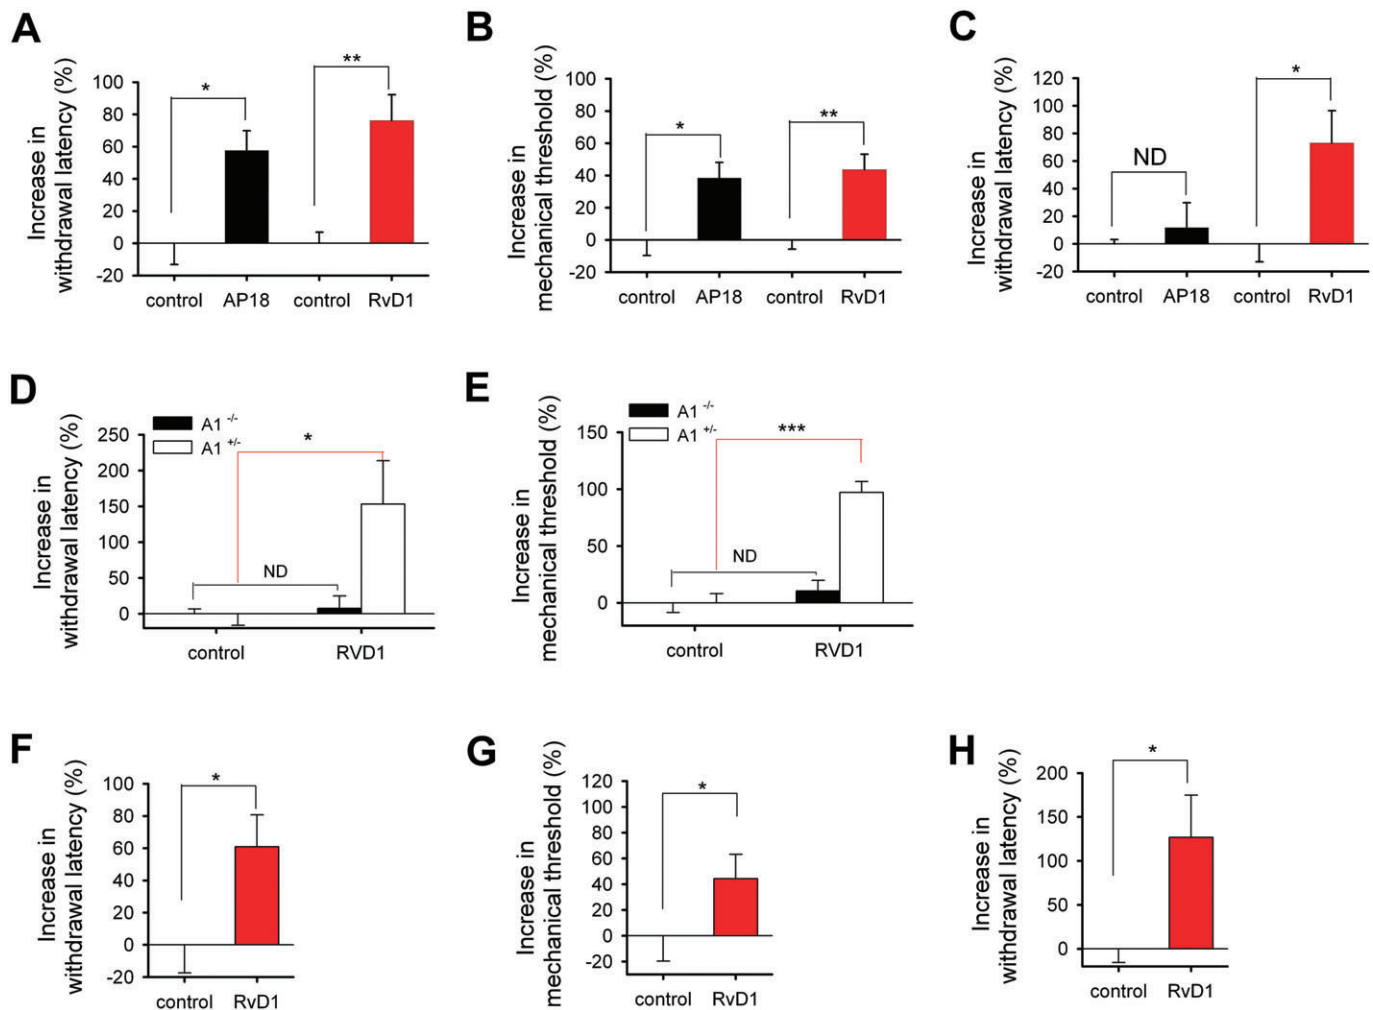 A
Increase in
withdrawal latency (%)
100
80
60
40
20
0
-20
*
**
control AP18 control RvD1
B
Increase in
mechanical threshold (%)
100
80
60
40
20
0
-20
*
**
control AP18 control RvD1
C
Increase in
withdrawal latency (%)
120
100
80
60
40
20
0
-20
ND
*
control AP18 control RvD1
D
Increase in
withdrawal latency (%)
A1 -/-
A1 +/-
250
200
150
100
50
0
*
ND
control RVD1
E
Increase in
mechanical threshold (%)
A1 -/-
A1 +/-
150
100
50
0
***
ND
control RVD1
F
Increase in
withdrawal latency (%)
100
80
60
40
20
0
-20
*
control RvD1
G
Increase in
mechanical threshold (%)
120
100
80
60
40
20
0
-20
*
control RvD1
H
Increase in
withdrawal latency (%)
200
150
100
50
0
*
control RvD1